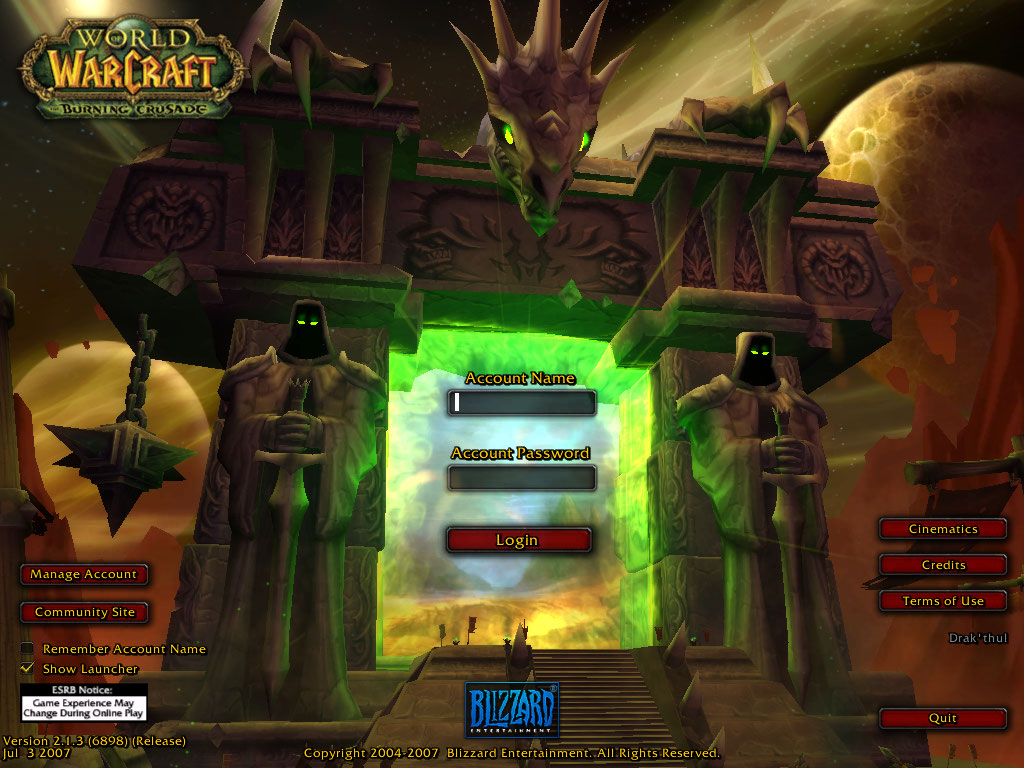 WORLD
OF
WARCRAFT
THE
BURNING CRUSADE
Account Name
Account Password
Login
Manage Account
Community Site
Remember Account Name
Show Launcher
ESRB Notice:
Game Experience May
Change During Online Play
Version 2.1.3 (6898) (Release)
Jul 3 2007
Cinematics
Credits
Terms of Use
Drak'thul
Quit
BLIZZARD®
ENTERTAINMENT
Copyright 2004-2007 Blizzard Entertainment. All Rights Reserved.